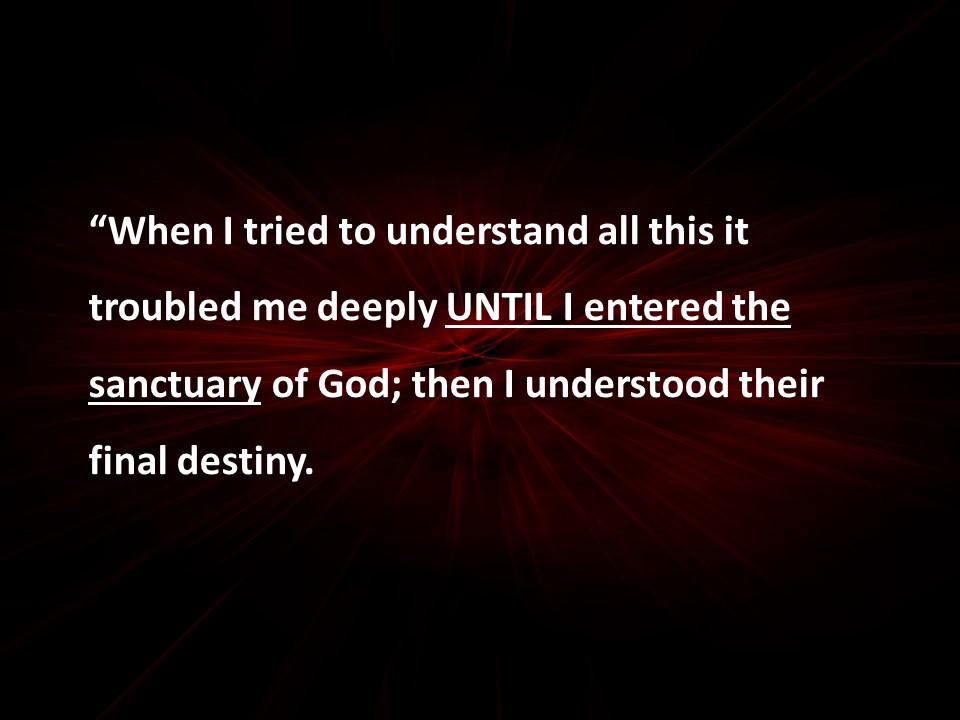 “When I tried to understand all this it
troubled me deeply UNTIL I entered the
sanctuary of God; then I understood their
final destiny.